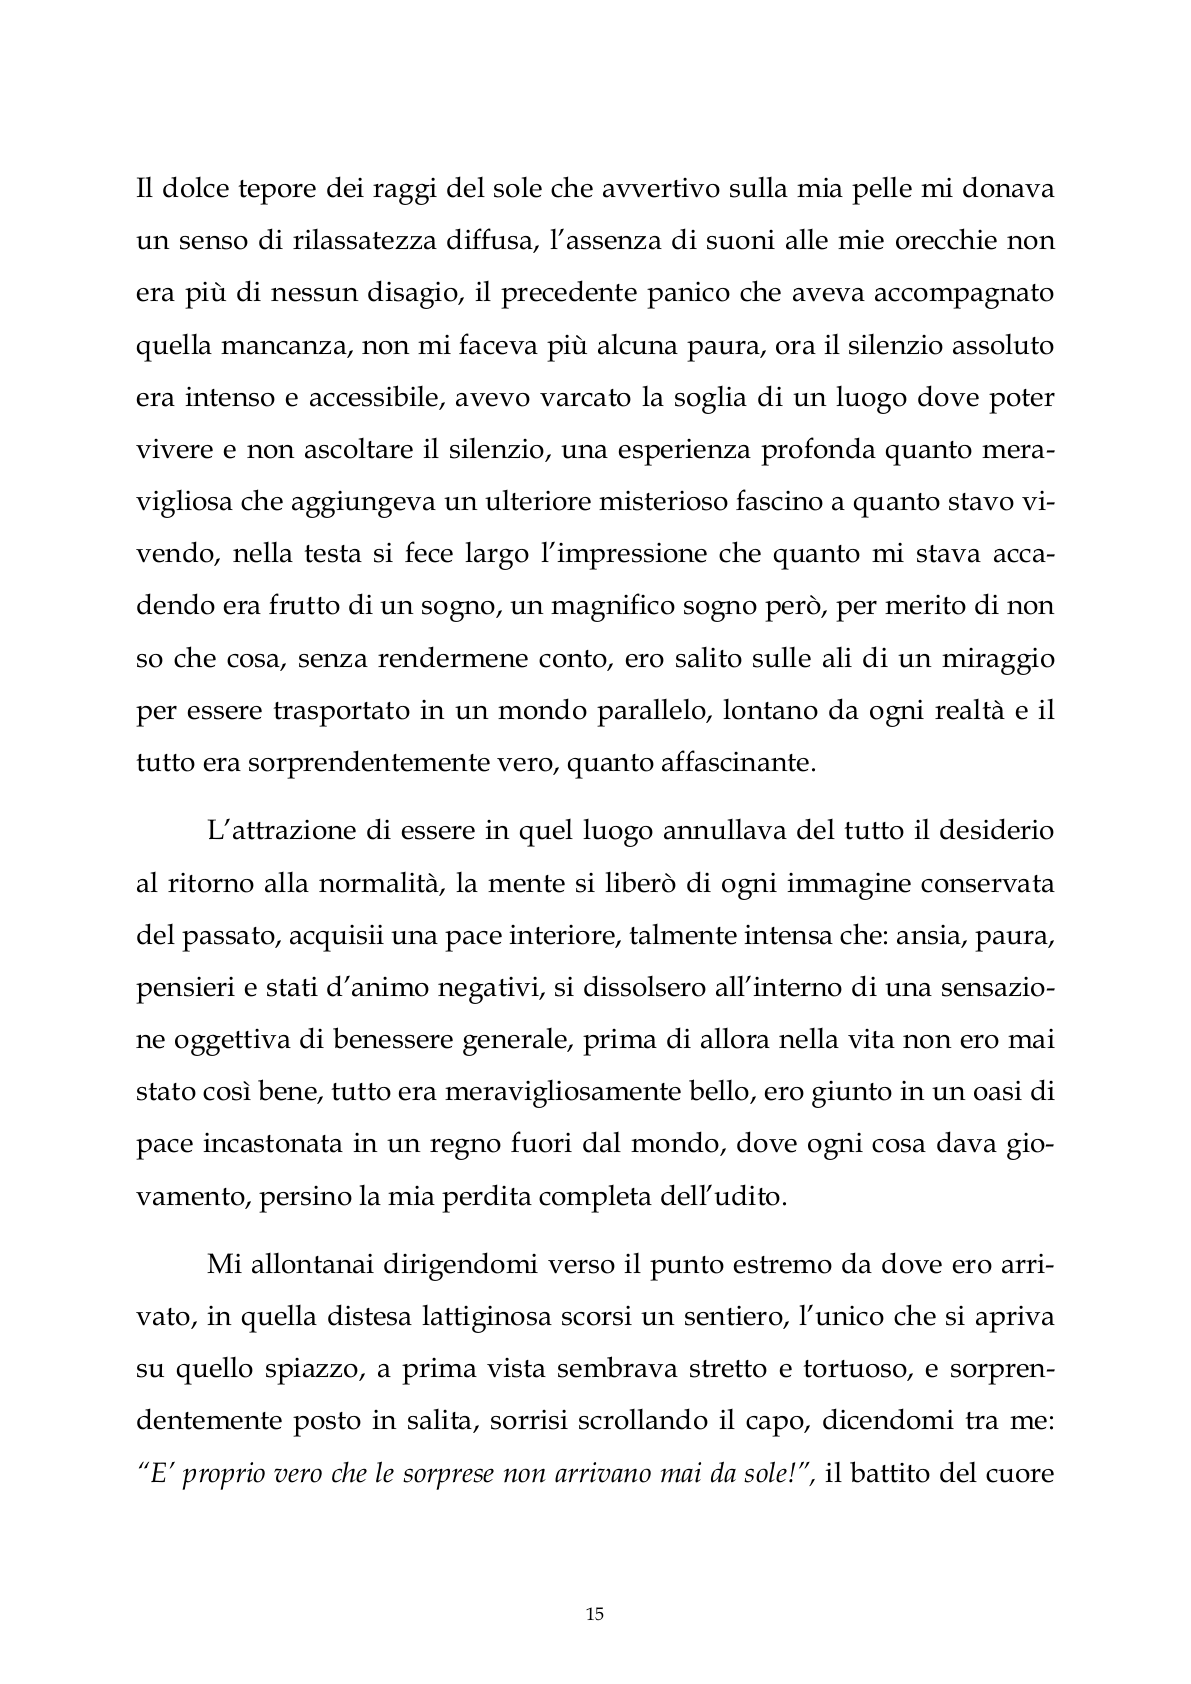 Il dolce tepore dei raggi del sole che avvertivo sulla mia pelle mi donava
un senso di rilassatezza diffusa, l’assenza di suoni alle mie orecchie non
era più di nessun disagio, il precedente panico che aveva accompagnato
quella mancanza, non mi faceva più alcuna paura, ora il silenzio assoluto
era intenso e accessibile, avevo varcato la soglia di un luogo dove poter
vivere e non ascoltare il silenzio, una esperienza profonda quanto mera-
vigliosa che aggiungeva un ulteriore misterioso fascino a quanto stavo vi-
vendo, nella testa si fece largo l’impressione che quanto mi stava acca-
dendo era frutto di un sogno, un magnifico sogno però, per merito di non
so che cosa, senza rendermene conto, ero salito sulle ali di un miraggio
per essere trasportato in un mondo parallelo, lontano da ogni realtà e il
tutto era sorprendentemente vero, quanto affascinante.
L’attrazione di essere in quel luogo annullava del tutto il desiderio
al ritorno alla normalità, la mente si liberò di ogni immagine conservata
del passato, acquisii una pace interiore, talmente intensa che: ansia, paura,
pensieri e stati d’animo negativi, si dissolsero all’interno di una sensazio-
ne oggettiva di benessere generale, prima di allora nella vita non ero mai
stato così bene, tutto era meravigliosamente bello, ero giunto in un oasi di
pace incastonata in un regno fuori dal mondo, dove ogni cosa dava gio-
vamento, persino la mia perdita completa dell’udito.
Mi allontanai dirigendomi verso il punto estremo da dove ero arri-
vato, in quella distesa lattiginosa scorsi un sentiero, l’unico che si apriva
su quello spiazzo, a prima vista sembrava stretto e tortuoso, e sorpren-
dentemente posto in salita, sorrisi scrollando il capo, dicendomi tra me:
“E’ proprio vero che le sorprese non arrivano mai da sole!”, il battito del cuore
15